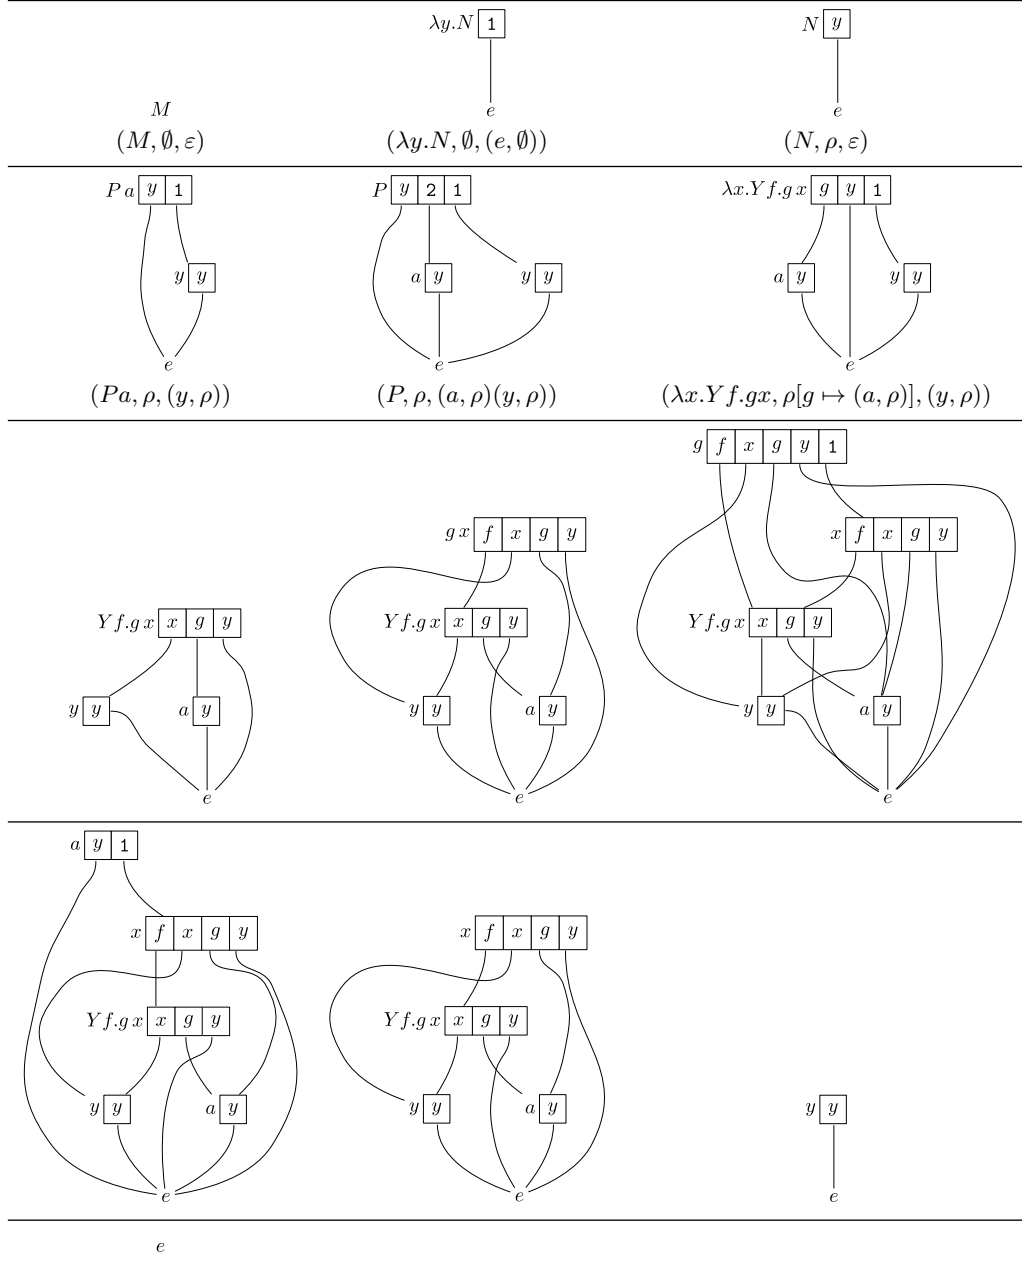 λy.N 1 N y
M e e
(M, ∅, ε) (λy.N, ∅, (e, ∅)) (N, ρ, ε)
P a y 1 P y 2 1 λx.Y f.g x g y 1
y y a y y y a y y y
e e e
(Pa, ρ, (y, ρ)) (P, ρ, (a, ρ)(y, ρ)) (λx.Y f.gx, ρ[g ↦ (a, ρ)], (y, ρ))
g f x g y 1
g x f x g y x f x g y
Y f.g x x g y Y f.g x x g y Y f.g x x g y
y y a y y y a y y y a y
e e e
a y 1
x f x g y x f x g y
Y f.g x x g y Y f.g x x g y
y y a y y y a y y y
e e e
e